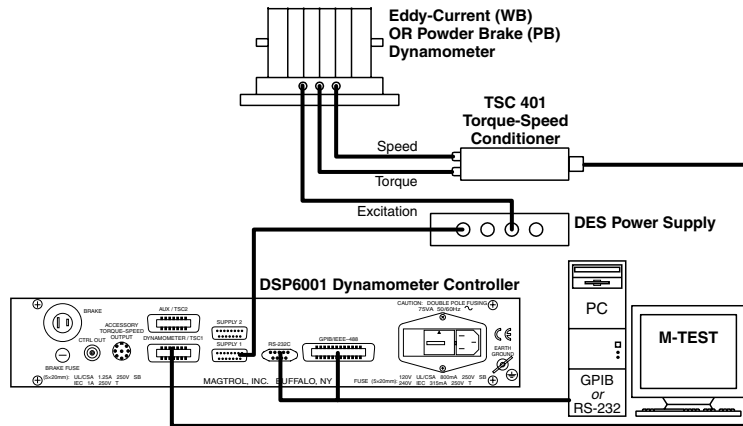 Eddy-Current (WB)
OR Powder Brake (PB)
Dynamometer
TSC 401
Torque-Speed
Conditioner
Speed
Torque
Excitation
DES Power Supply
DSP6001 Dynamometer Controller
BRAKE
AUX / TSC2
ACCESSORY
TORQUE–SPEED
OUTPUT
CTRL OUT
DYNAMOMETER / TSC1
SUPPLY 2
SUPPLY 1
RS-232C
GPIB/IEEE–488
CAUTION: DOUBLE POLE FUSING
75VA 50/60Hz
CE
EARTH
GROUND
BRAKE FUSE
(5x20mm): UL/CSA 1.25A 250V SB
IEC 1A 250V T
MAGTROL, INC. BUFFALO, NY
FUSE (5x20mm): 120V UL/CSA 800mA 250V SB
240V IEC 315mA 250V T
PC
GPIB
or
RS-232
M-TEST